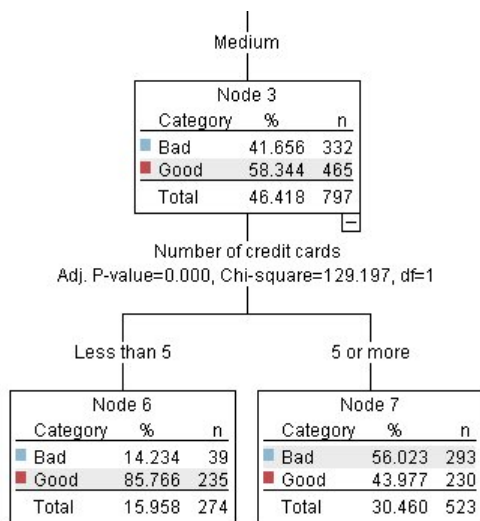 Medium
Node 3
Category % n
Bad 41.656 332
Good 58.344 465
Total 46.418 797
Number of credit cards
Adj. P-value=0.000, Chi-square=129.197, df=1
Less than 5
5 or more
Node 6
Category % n
Bad 14.234 39
Good 85.766 235
Total 15.958 274
Node 7
Category % n
Bad 56.023 293
Good 43.977 230
Total 30.460 523